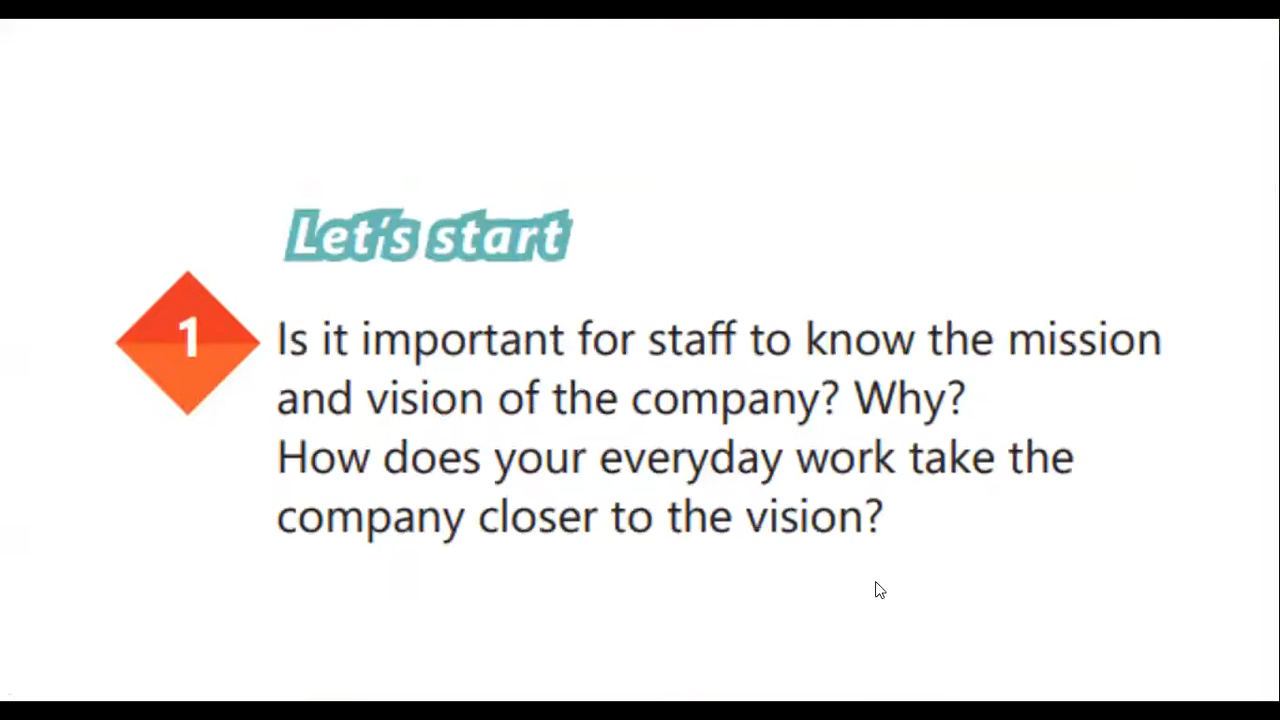 Let's start
1
Is it important for staff to know the mission
and vision of the company? Why?
How does your everyday work take the
company closer to the vision?